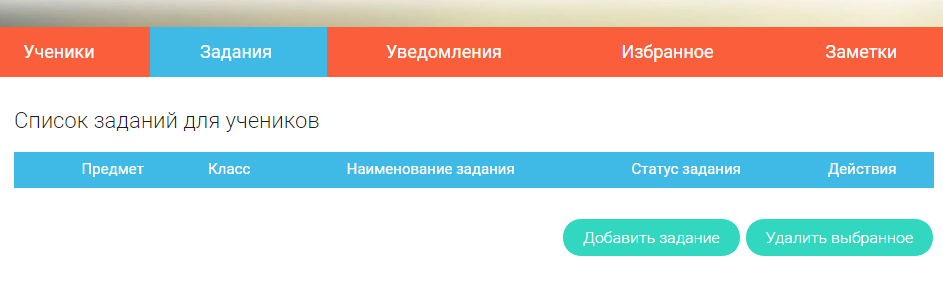 Ученики Задания Уведомления Избранное Заметки
Список заданий для учеников
Предмет Класс Наименование задания Статус задания Действия
Добавить задание Удалить выбранное